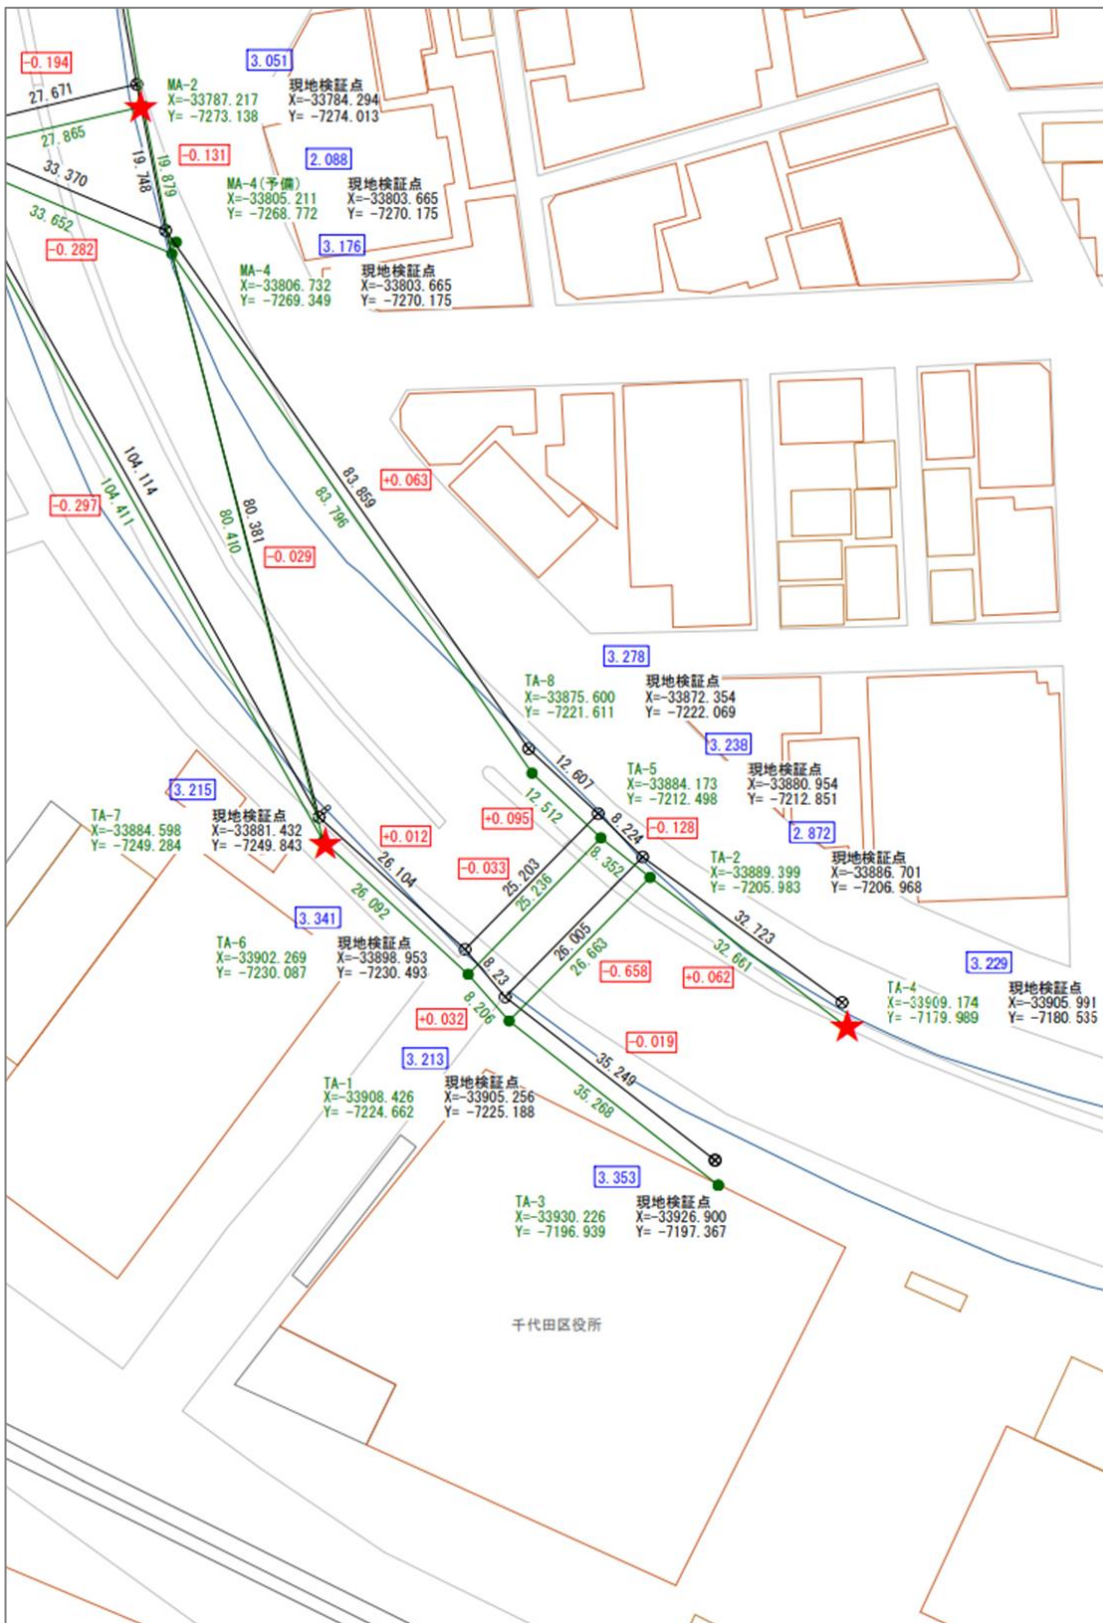 -0.194
27.671
27.865
3.051
MA-2
X=-33787.217
Y= -7273.138
現地検証点
X=-33784.294
Y= -7274.013
33.370
33.652
19.748
19.879
-0.131
2.088
MA-4(予備)
X=-33805.211
Y= -7268.772
現地検証点
X=-33803.665
Y= -7270.175
-0.282
3.176
MA-4
X=-33806.732
Y= -7269.349
現地検証点
X=-33803.665
Y= -7270.175
104.114
104.411
-0.297
80.381
80.410
-0.029
83.859
83.796
+0.063
3.278
TA-8
X=-33875.600
Y= -7221.611
現地検証点
X=-33872.354
Y= -7222.069
3.238
TA-5
X=-33884.173
Y= -7212.498
現地検証点
X=-33880.954
Y= -7212.851
12.607
12.512
+0.095
3.215
TA-7
X=-33884.598
Y= -7249.284
現地検証点
X=-33881.432
Y= -7249.843
26.104
26.092
+0.012
-0.033
25.203
25.236
8.224
8.352
-0.128
2.872
TA-2
X=-33889.399
Y= -7205.983
現地検証点
X=-33886.701
Y= -7206.968
3.341
TA-6
X=-33902.269
Y= -7230.087
現地検証点
X=-33898.953
Y= -7230.493
8.23
8.206
+0.032
26.005
26.663
-0.658
32.723
32.661
+0.062
3.229
TA-4
X=-33909.174
Y= -7179.989
現地検証点
X=-33905.991
Y= -7180.535
3.213
TA-1
X=-33908.426
Y= -7224.662
現地検証点
X=-33905.256
Y= -7225.188
35.249
35.268
-0.019
3.353
TA-3
X=-33930.226
Y= -7196.939
現地検証点
X=-33926.900
Y= -7197.367
千代田区役所